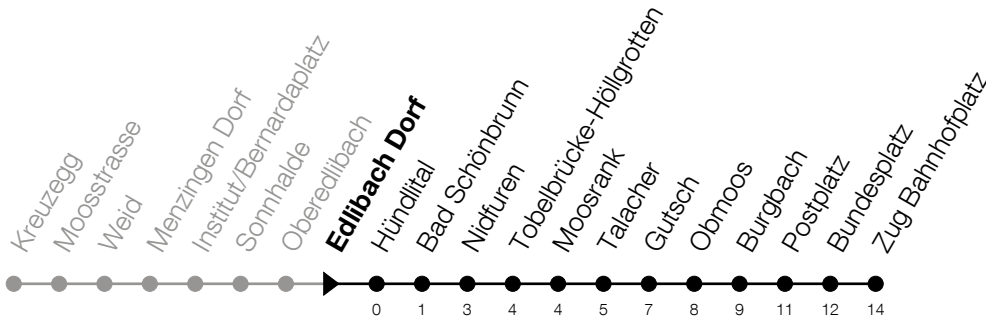 Kreuzegg
Moosstrasse
Weid
Menzingen Dorf
Institut/Bernardaplatz
Sonnhalde
Oberedlibach
Edlibach Dorf
Hündlital
Bad Schönbrunn
Nidfuren
Tobelbrücke-Höllgrotten
Moosrank
Talacher
Gutsch
Obmoos
Burgbach
Postplatz
Bundesplatz
Zug Bahnhofplatz
0 1 3 4 4 5 7 8 9 11 12 14